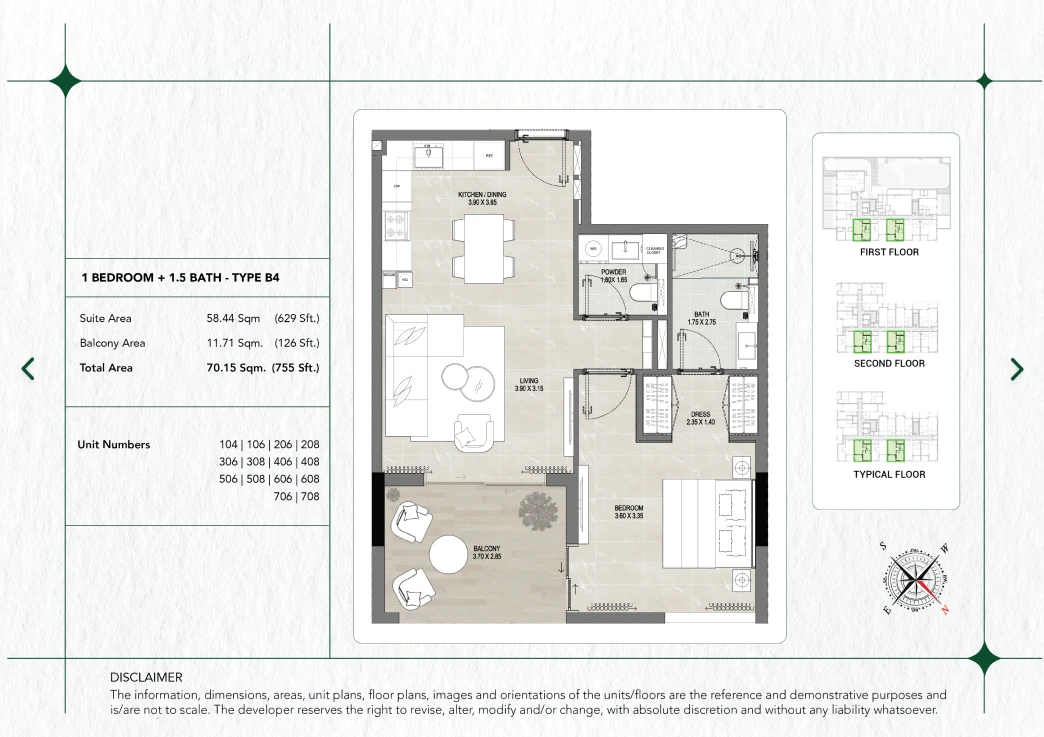 1 BEDROOM + 1.5 BATH - TYPE B4
Suite Area 58.44 Sqm (629 Sft.)
Balcony Area 11.71 Sqm. (126 Sft.)
Total Area 70.15 Sqm. (755 Sft.)
Unit Numbers 104 | 106 | 206 | 208
306 | 308 | 406 | 408
506 | 508 | 606 | 608
706 | 708
REF.
KITCHEN / DINING
3.90 X 3.65
DW
CLEANING
CLOSET
POWDER
1.80X 1.65
BATH
1.75 X 2.75
LIVING
3.90 X 3.15
DRESS
2.35 X 1.40
BEDROOM
3.60 X 3.35
BALCONY
3.70 X 2.85
FIRST FLOOR
SECOND FLOOR
TYPICAL FLOOR
S
W
E
N
DISCLAIMER
The information, dimensions, areas, unit plans, floor plans, images and orientations of the units/floors are the reference and demonstrative purposes and
is/are not to scale. The developer reserves the right to revise, alter, modify and/or change, with absolute discretion and without any liability whatsoever.